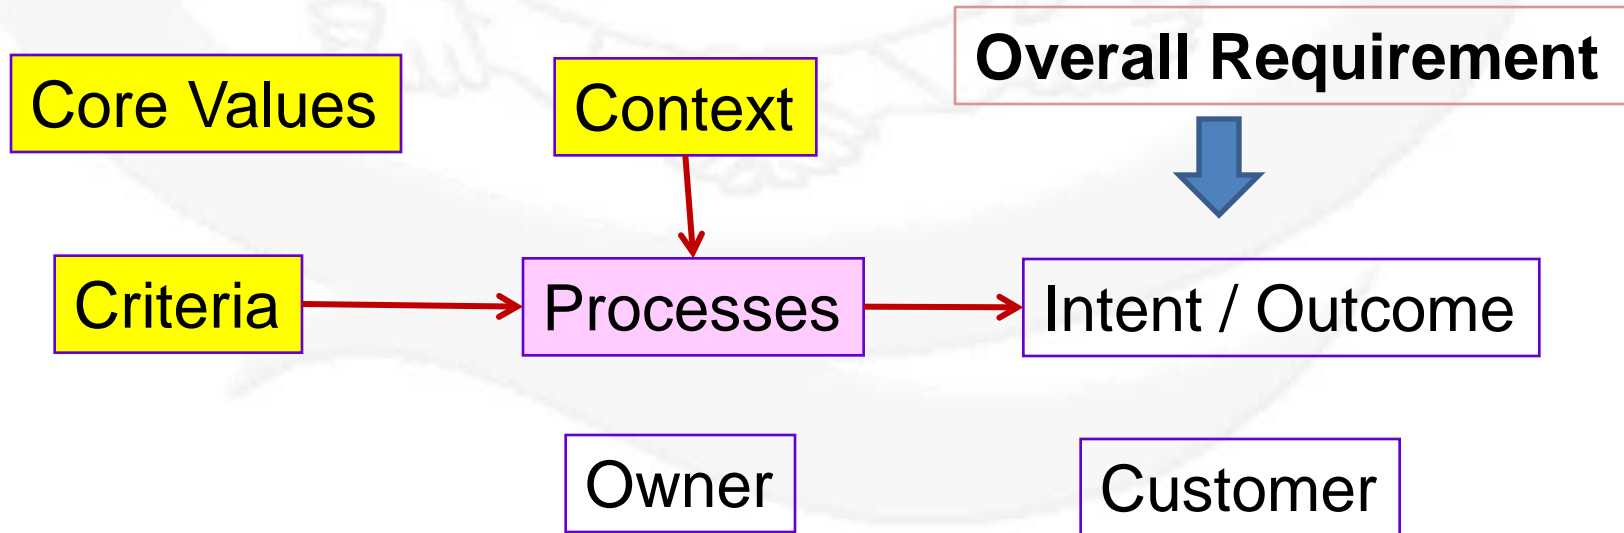 Overall Requirement
Core Values
Context
Criteria
Processes
Intent / Outcome
Owner
Customer